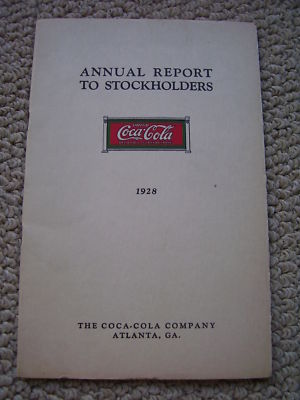 ANNUAL REPORT
TO STOCKHOLDERS
Coca-Cola
1928
THE COCA-COLA COMPANY
ATLANTA, GA.